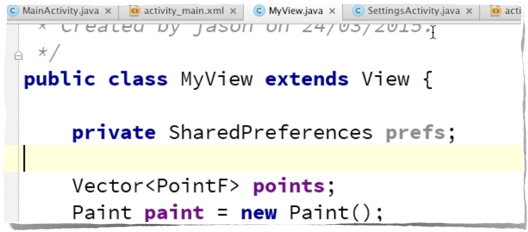 MainActivity.java × activity_main.xml × MyView.java × SettingsActivity.java × acti
* Created by jason on 24/03/2015.
*/
public class MyView extends View {
private SharedPreferences prefs;
Vector<PointF> points;
Paint paint = new Paint();